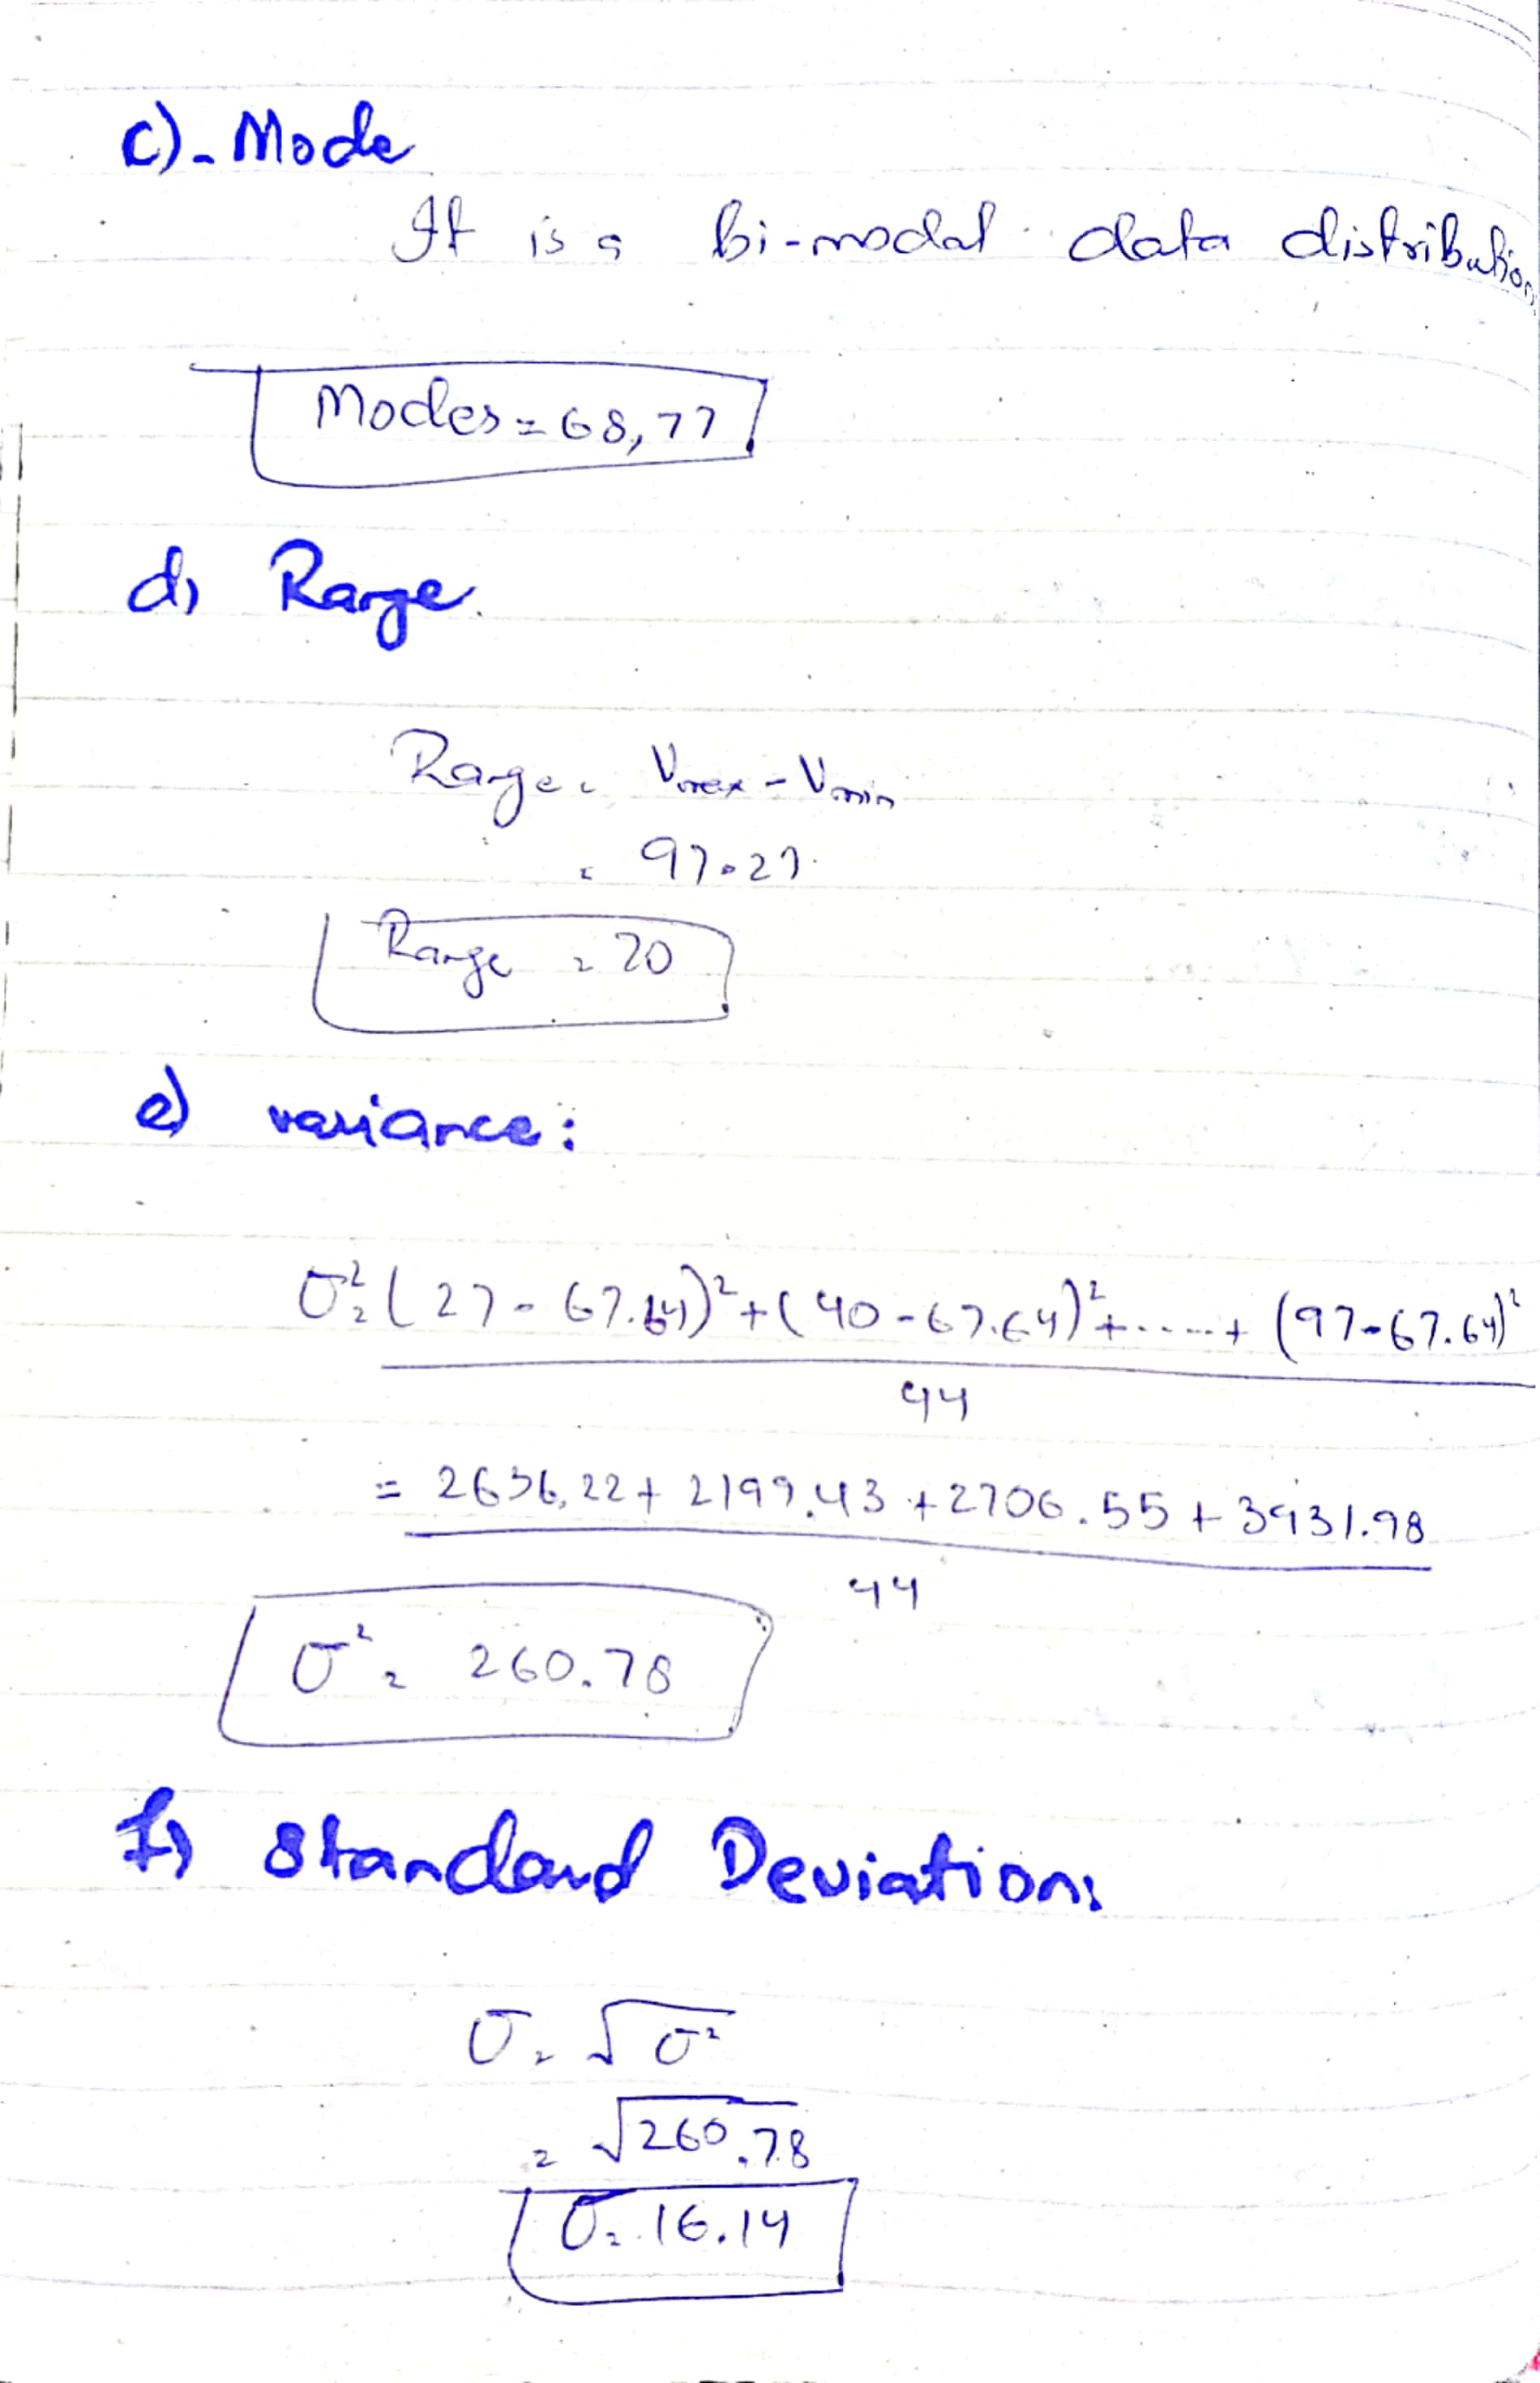 c)- Mode
It is a bi-modal data distribution
Modes = 68, 77
d) Range
Range = Vmax - Vmin
= 97-27
Range = 70
e) variance:
σ² = (27-67.64)² + (40-67.64)² + ..... + (97-67.64)²
44
= 2636.22 + 2199.43 + 2706.55 + 3931.98
44
σ² = 260.78
f) Standard Deviation:
σ = √σ²
= √260.78
σ = 16.14